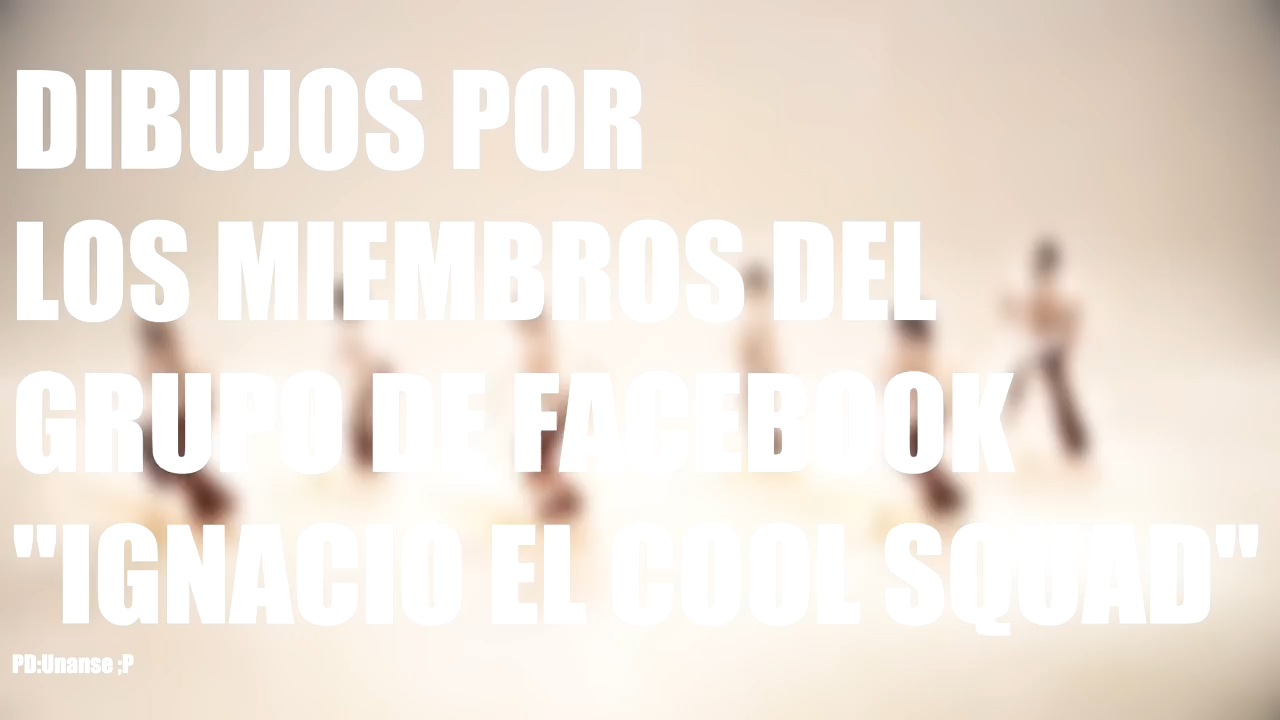 DIBUJOS POR
LOS MIEMBROS DEL
GRUPO DE FACEBOOK
"IGNACIO EL COOL SQUAD"
PD:Unanse ;P